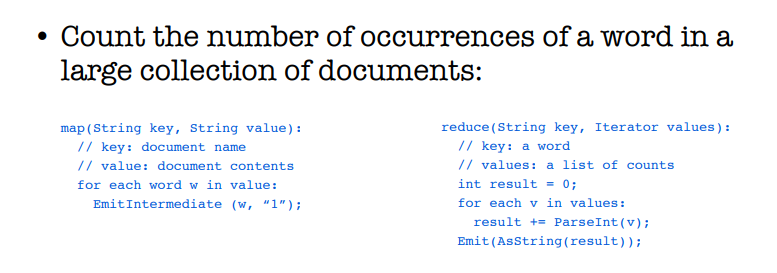 • Count the number of occurrences of a word in a
large collection of documents:
map(String key, String value):
// key: document name
// value: document contents
for each word w in value:
EmitIntermediate (w, “1”);
reduce(String key, Iterator values):
// key: a word
// values: a list of counts
int result = 0;
for each v in values:
result += ParseInt(v);
Emit(AsString(result));